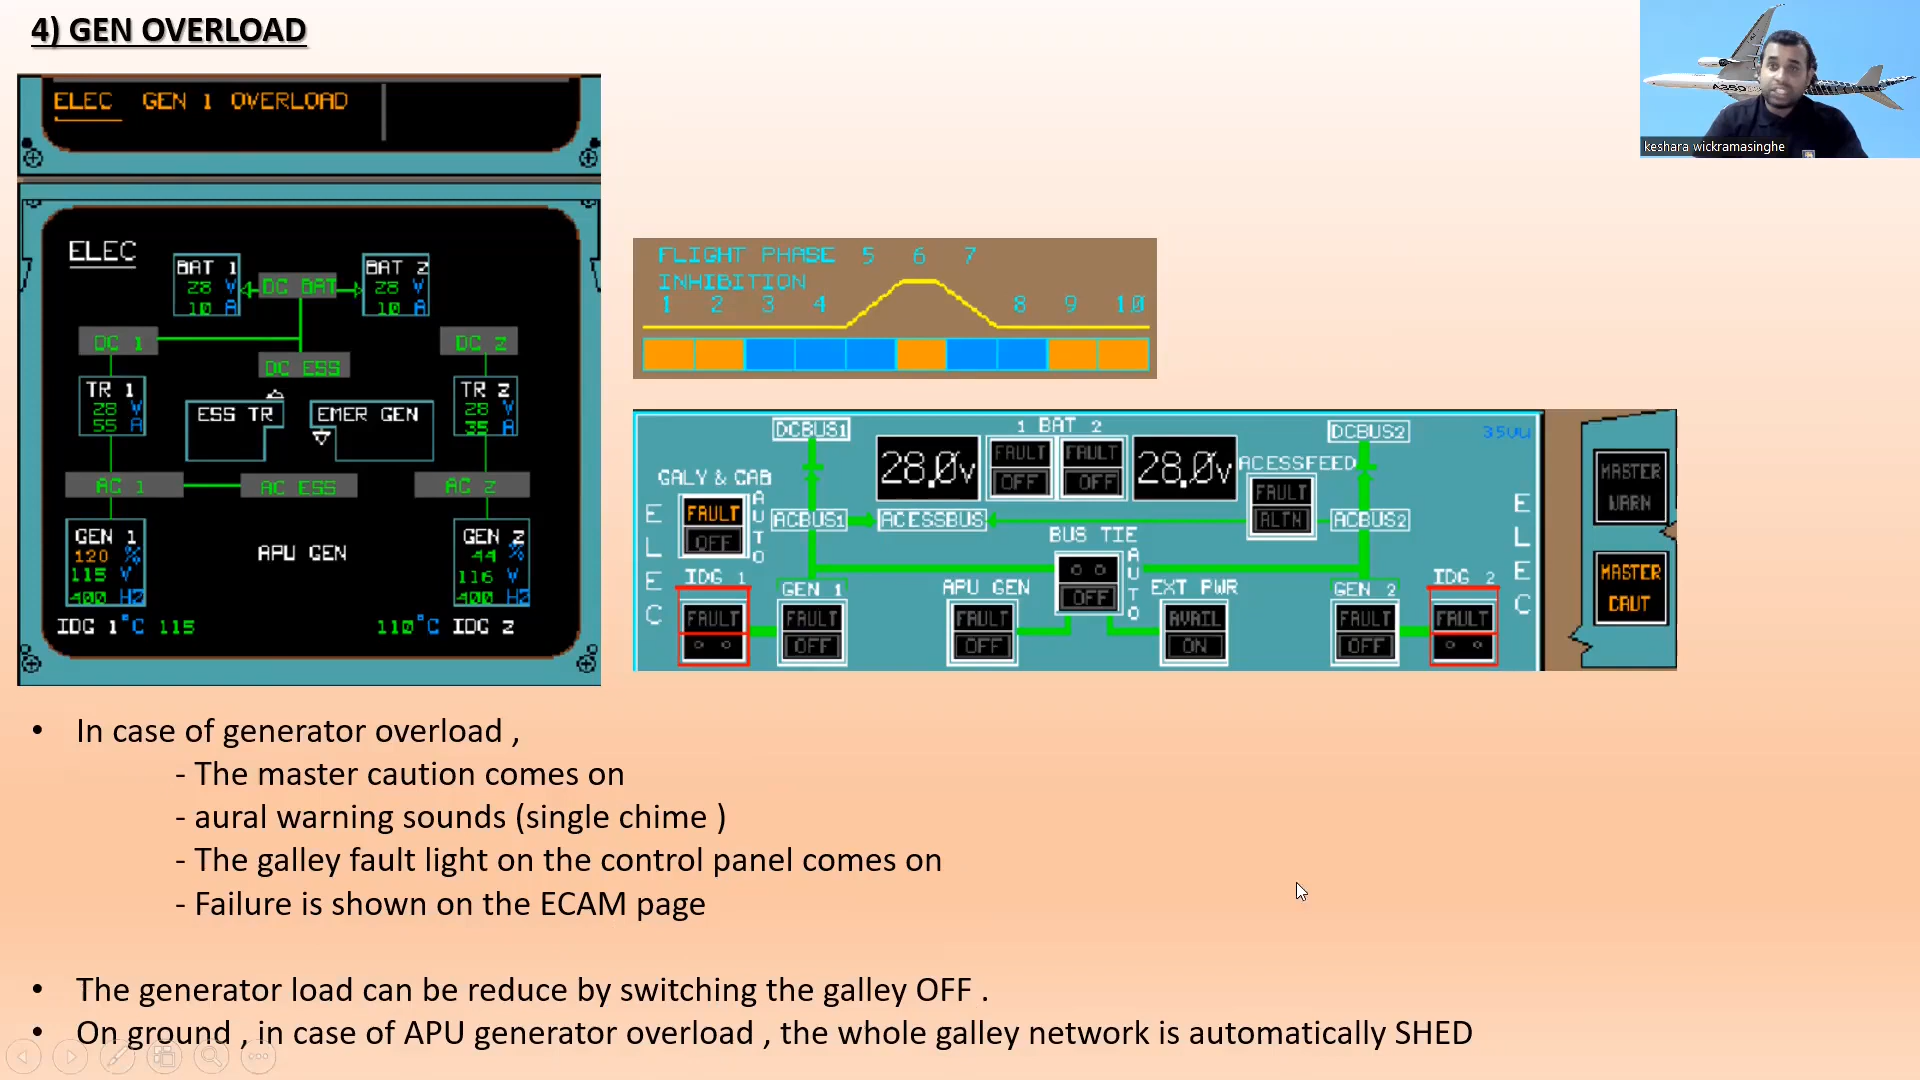 4) GEN OVERLOAD
ELEC GEN 1 OVERLOAD
ELEC
BAT 1
28 V
10 A
DC BAT
BAT 2
28 V
10 A
DC 1
DC ESS
DC 2
TR 1
28 V
55 A
ESS TR
EMER GEN
TR 2
28 V
35 A
AC 1
AC ESS
AC 2
GEN 1
120 %
115 V
400 HZ
APU GEN
GEN 2
44 %
116 V
400 HZ
IDG 1 °C 115
110 °C IDG 2
FLIGHT PHASE 5 6 7
INHIBITION
1 2 3 4 8 9 10
DCBUS1
1 BAT 2
DCBUS2
35VU
GALY & CAB
28.0V
FAULT
OFF
FAULT
OFF
28.0V
ACESSFEED
FAULT
ALTN
FAULT
OFF
AUTO
ELEC
ACBUS1
ACESSBUS
ACBUS2
ELEC
BUS TIE
OFF
AUTO
IDG 1
FAULT
GEN 1
FAULT
OFF
APU GEN
FAULT
OFF
EXT PWR
AVAIL
ON
GEN 2
FAULT
OFF
IDG 2
FAULT
MASTER
WARN
MASTER
CAUT
A350
keshara wickramasinghe
• In case of generator overload ,
- The master caution comes on
- aural warning sounds (single chime )
- The galley fault light on the control panel comes on
- Failure is shown on the ECAM page
• The generator load can be reduce by switching the galley OFF .
• On ground , in case of APU generator overload , the whole galley network is automatically SHED